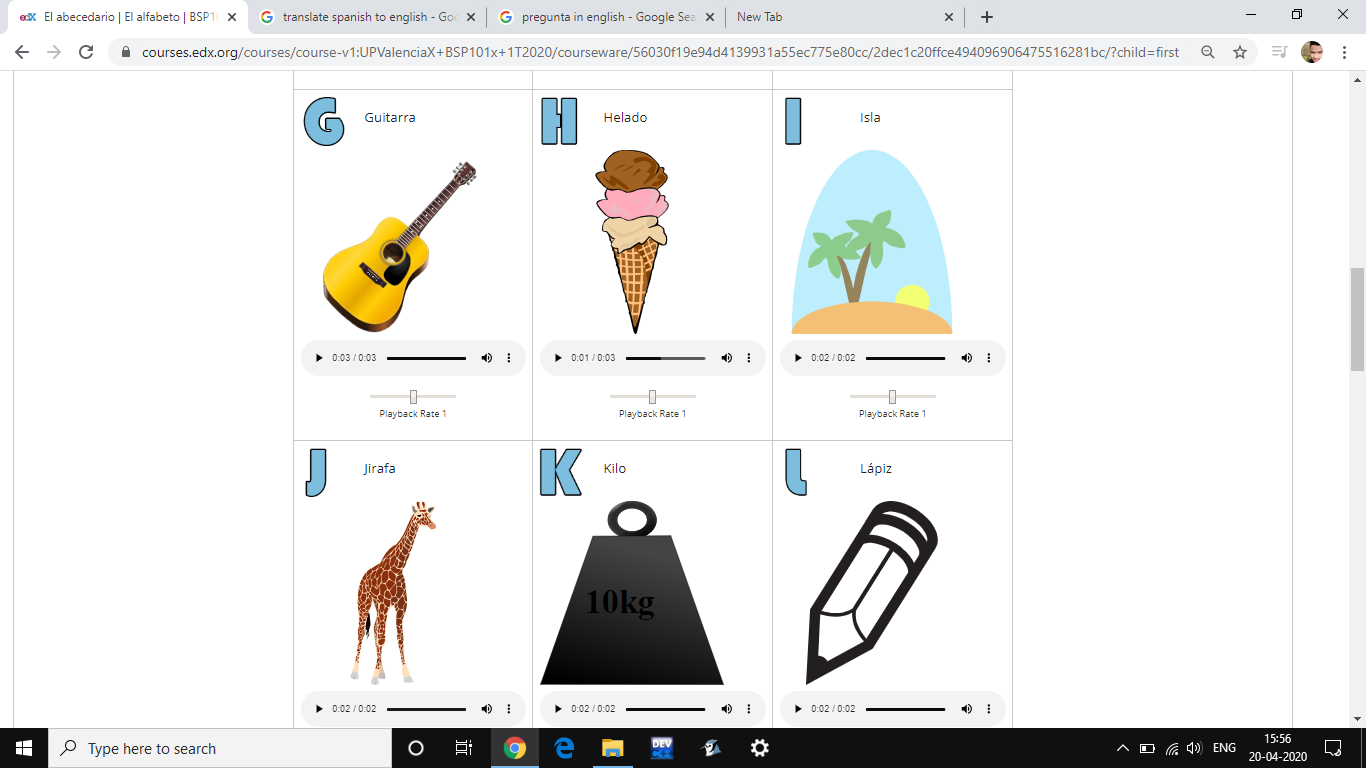 edX El abecedario | El alfabeto | BSP10
translate spanish to english - Goo
pregunta in english - Google Sea
New Tab
courses.edx.org/courses/course-v1:UPValenciaX+BSP101x+1T2020/courseware/56030f19e94d4139931a55ec775e80cc/2dec1c20ffce494096906475516281bc/?child=first
G Guitarra
H Helado
I Isla
0:03 / 0:03
0:01 / 0:03
0:02 / 0:02
Playback Rate 1
Playback Rate 1
Playback Rate 1
J Jirafa
K Kilo
L Lápiz
10kg
0:02 / 0:02
0:02 / 0:02
0:02 / 0:02
Type here to search
DEV
ENG
15:56
20-04-2020